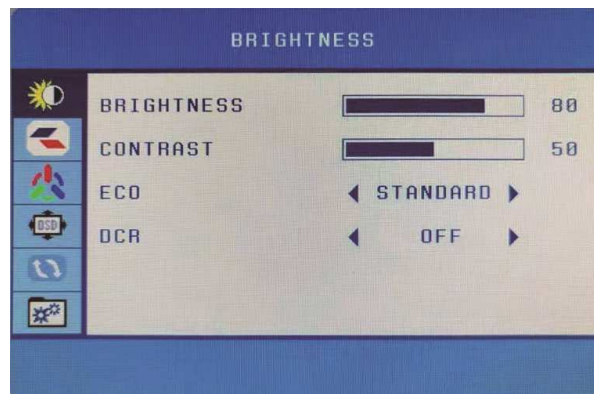 BRIGHTNESS
BRIGHTNESS 80
CONTRAST 50
ECO STANDARD
DCR OFF
OSD